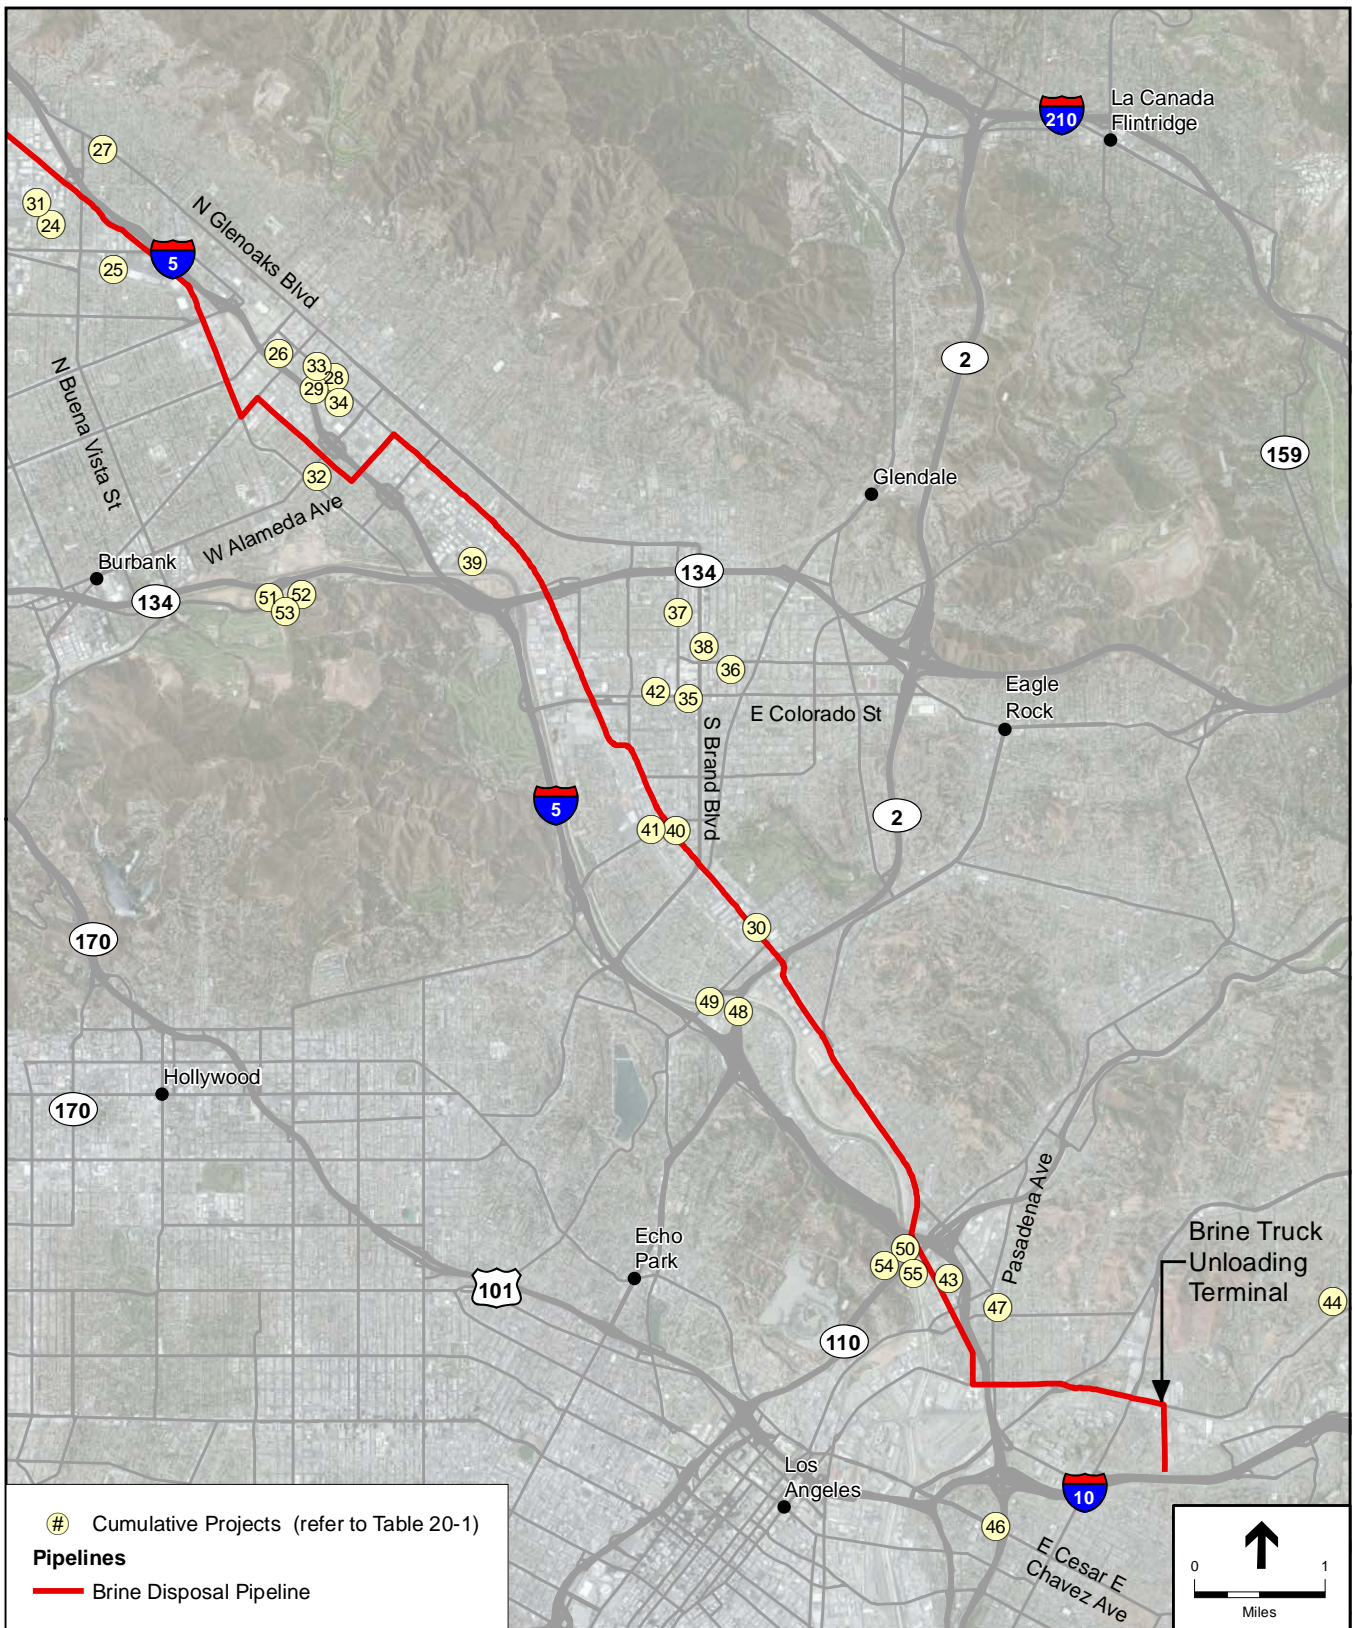 La Canada
Flintridge
210
27
31
24
N Glenoaks Blvd
5
25
26
33
28
29
34
2
N Buena Vista St
159
32
Glendale
W Alameda Ave
Burbank
39
134
134
51
52
53
37
38
36
42
35
Eagle
Rock
E Colorado St
S Brand Blvd
5
2
41
40
170
30
49
48
Hollywood
170
Pasadena Ave
Echo
Park
50
54
55
43
Brine Truck
Unloading
Terminal
101
47
44
110
Los
Angeles
10
46
E Cesar E
Chavez Ave
# Cumulative Projects (refer to Table 20-1)
Pipelines
Brine Disposal Pipeline
0 1
Miles